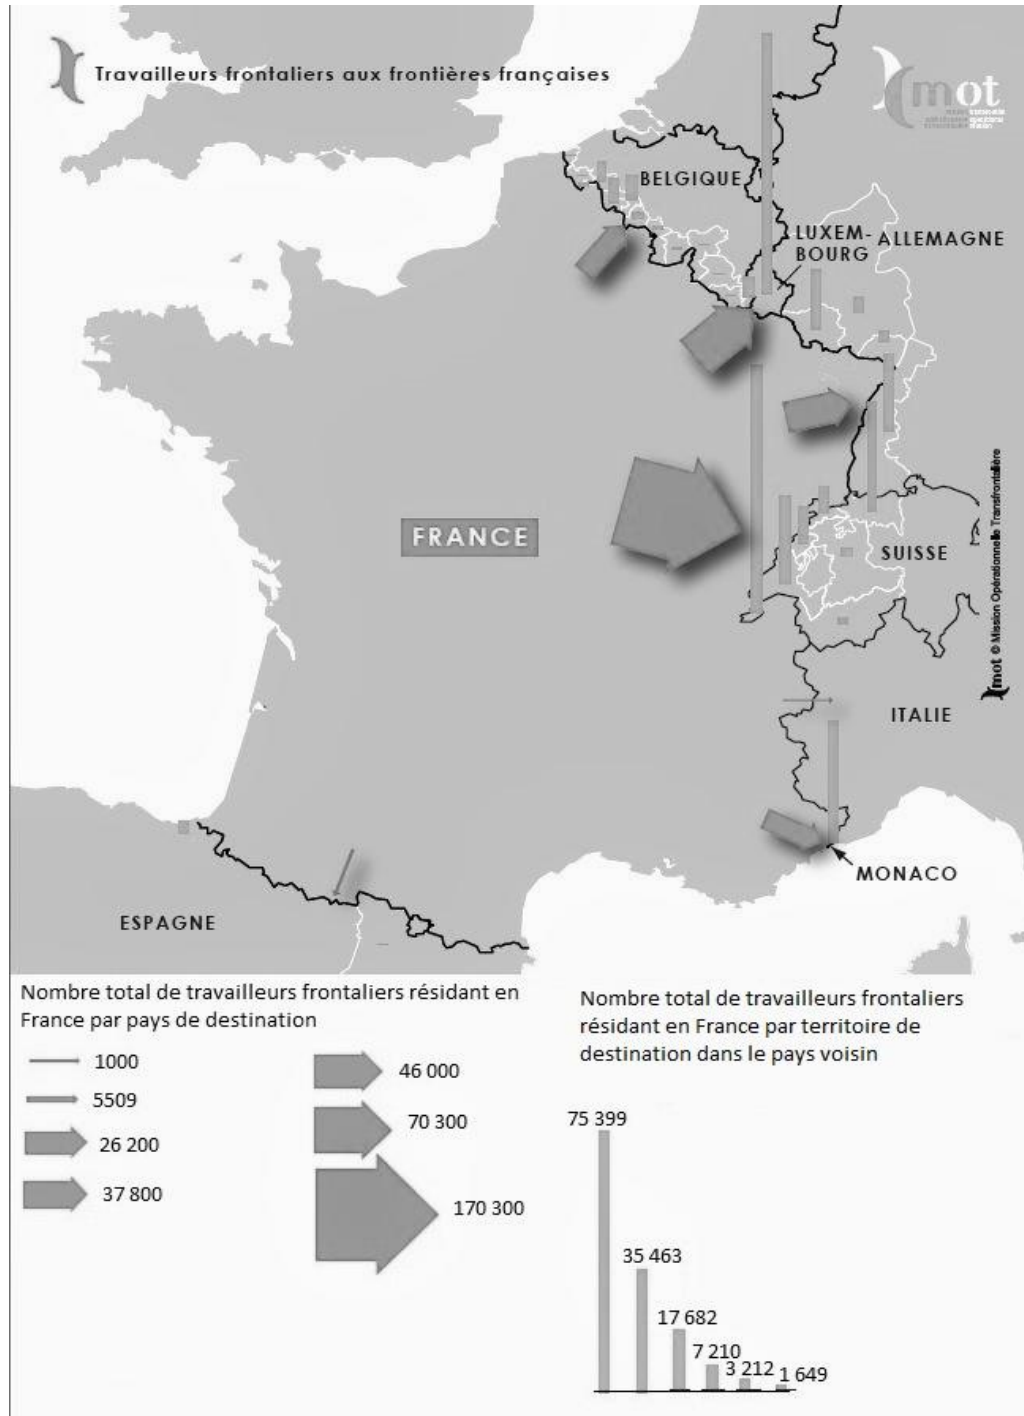 Travailleurs frontaliers aux frontières françaises
mot
BELGIQUE
LUXEM-
BOURG
ALLEMAGNE
FRANCE
SUISSE
mot © Mission Opérationnelle Transfrontalière
ITALIE
MONACO
ESPAGNE
Nombre total de travailleurs frontaliers résidant en
France par pays de destination
1000
5509
26 200
37 800
46 000
70 300
170 300
Nombre total de travailleurs frontaliers
résidant en France par territoire de
destination dans le pays voisin
75 399
35 463
17 682
7 210
3 212
1 649